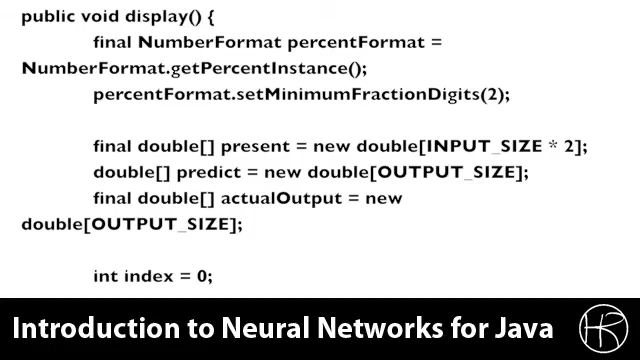 public void display() {
final NumberFormat percentFormat =
NumberFormat.getPercentInstance();
percentFormat.setMinimumFractionDigits(2);
final double[] present = new double[INPUT_SIZE * 2];
double[] predict = new double[OUTPUT_SIZE];
final double[] actualOutput = new
double[OUTPUT_SIZE];
int index = 0;
Introduction to Neural Networks for Java